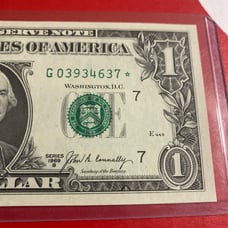 SERVE NOTE
ES OF AMERICA
1
G 03934637 *
WASHINGTON, D.C.
7
ONE
SERIES
1969
B
John B. Connally
7
Secretary of the Treasury.
1
LLAR